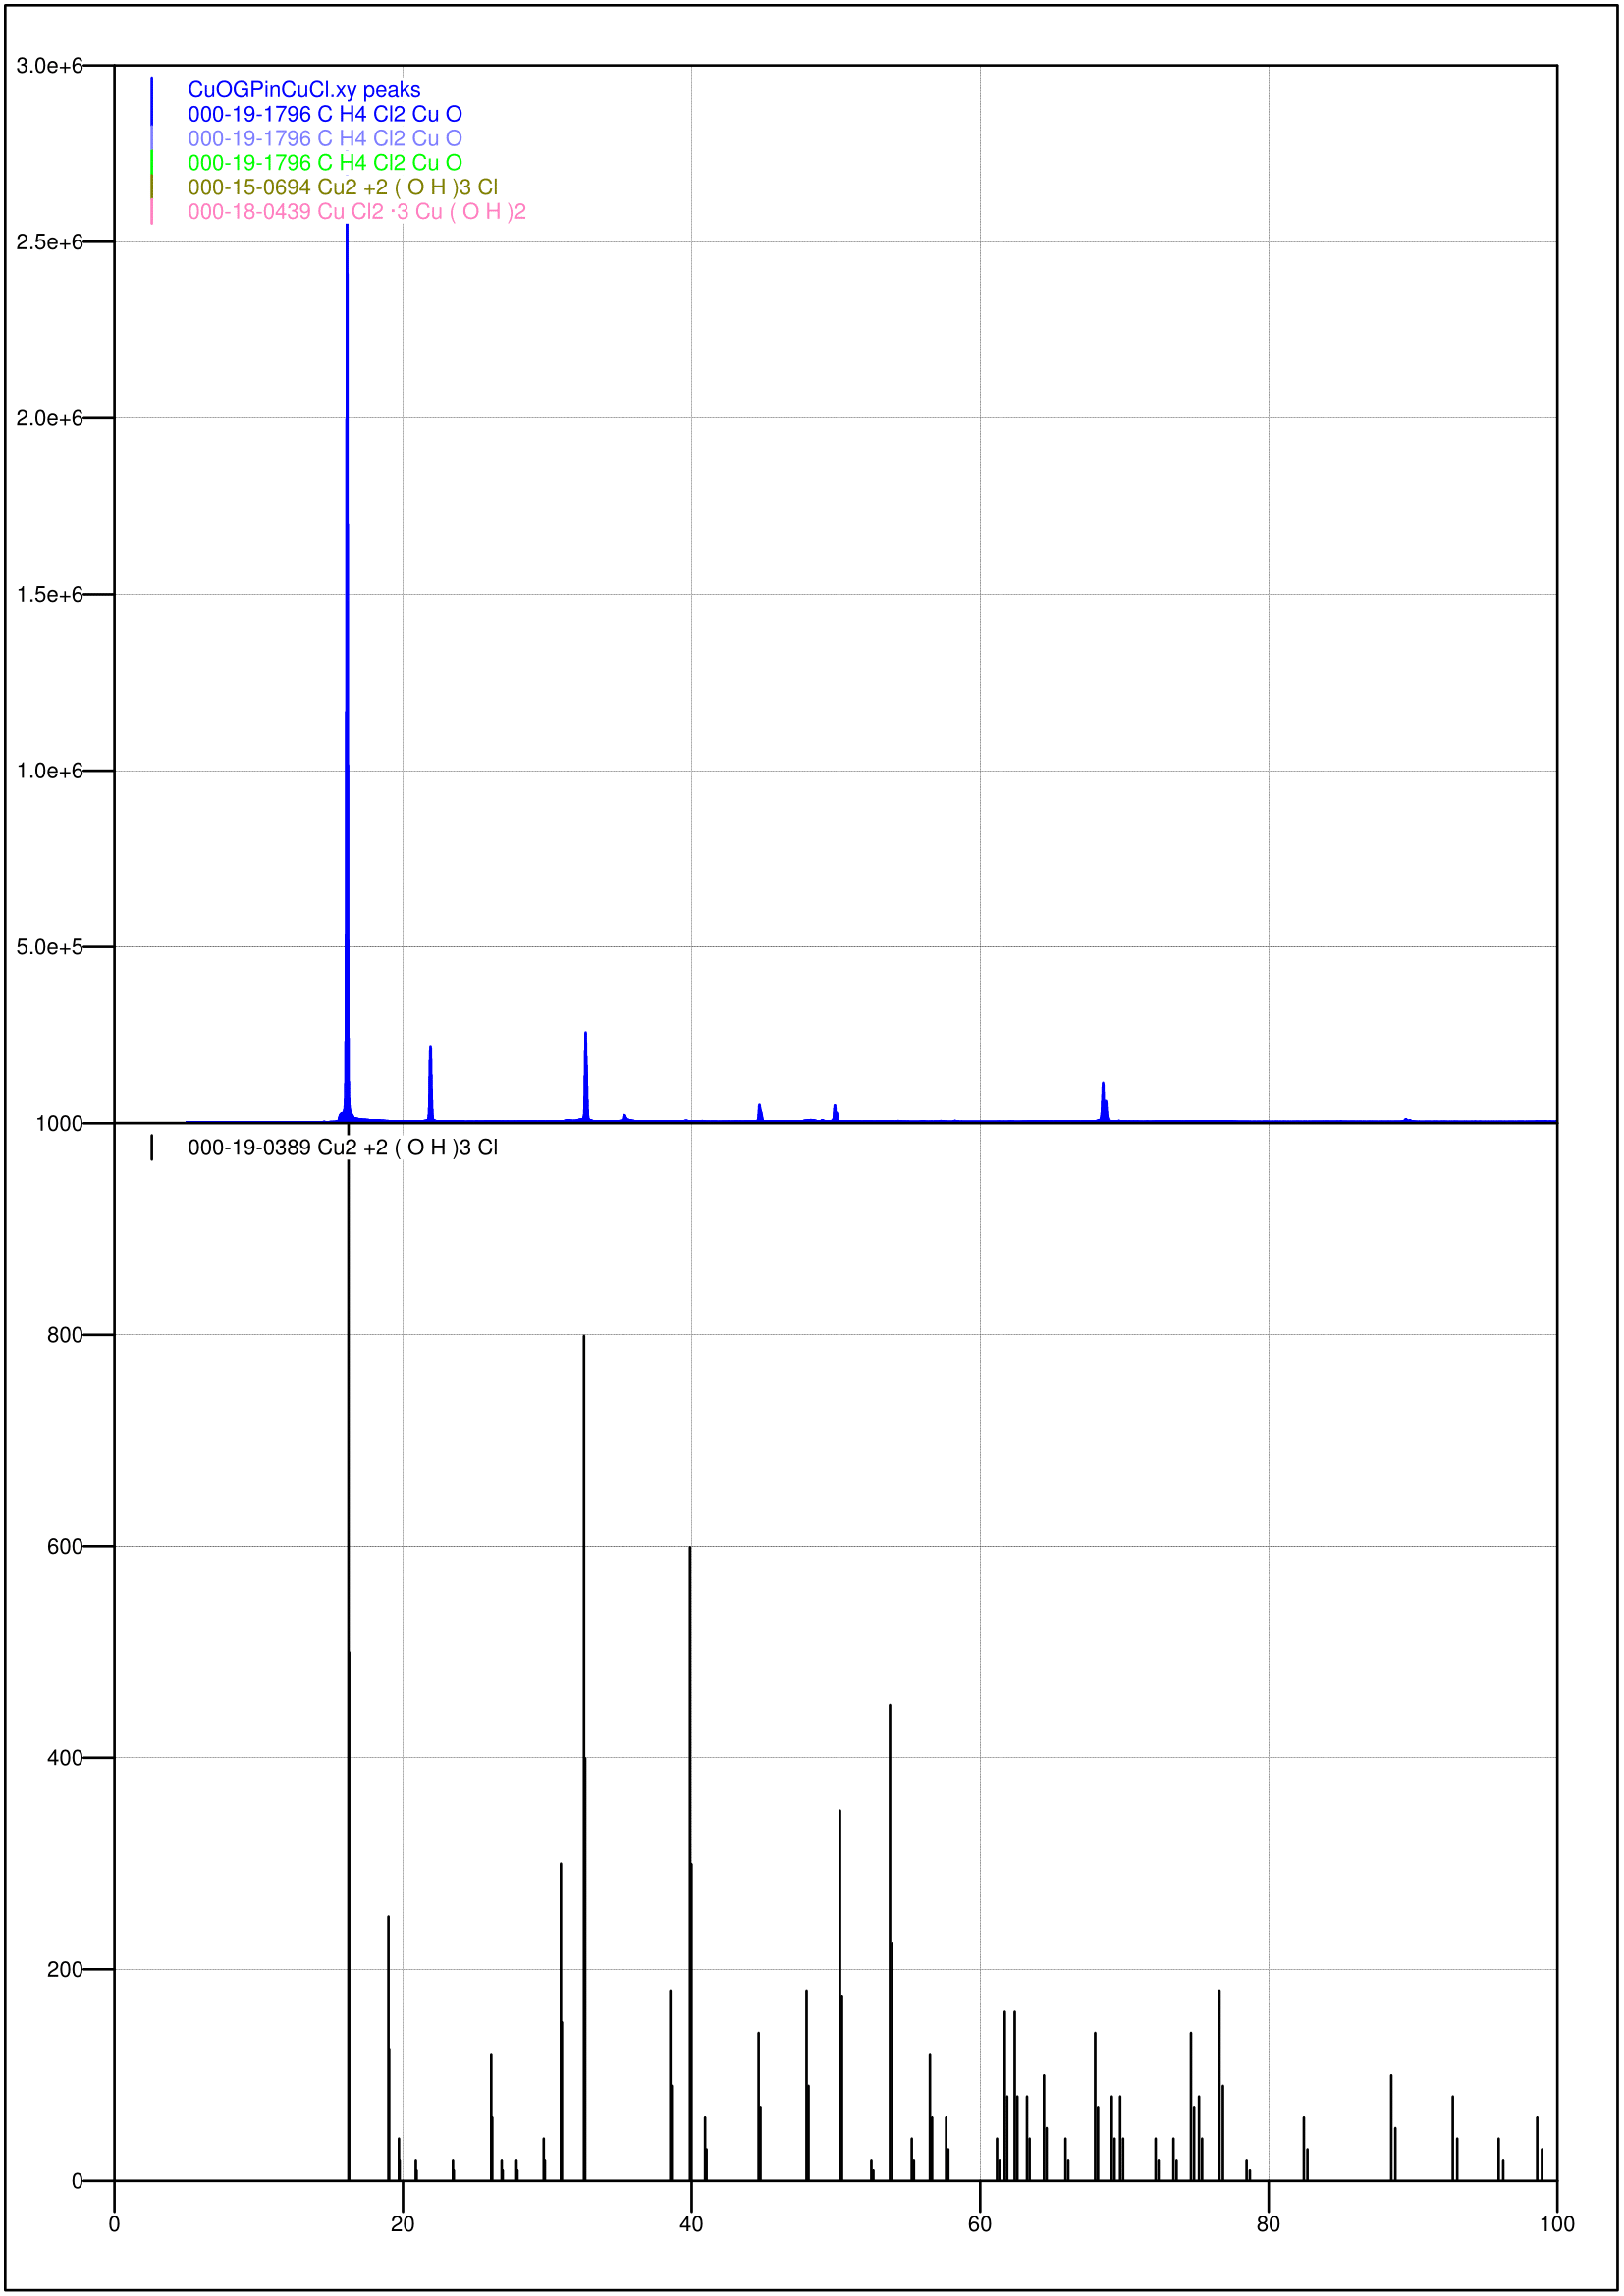 3.0e+6
CuOGPinCuCl.xy peaks
000-19-1796 C H4 Cl2 Cu O
000-19-1796 C H4 Cl2 Cu O
000-19-1796 C H4 Cl2 Cu O
000-15-0694 Cu2 +2 ( O H )3 Cl
000-18-0439 Cu Cl2 ·3 Cu ( O H )2
2.5e+6
2.0e+6
1.5e+6
1.0e+6
5.0e+5
1000
000-19-0389 Cu2 +2 ( O H )3 Cl
800
600
400
200
0
0 20 40 60 80 100